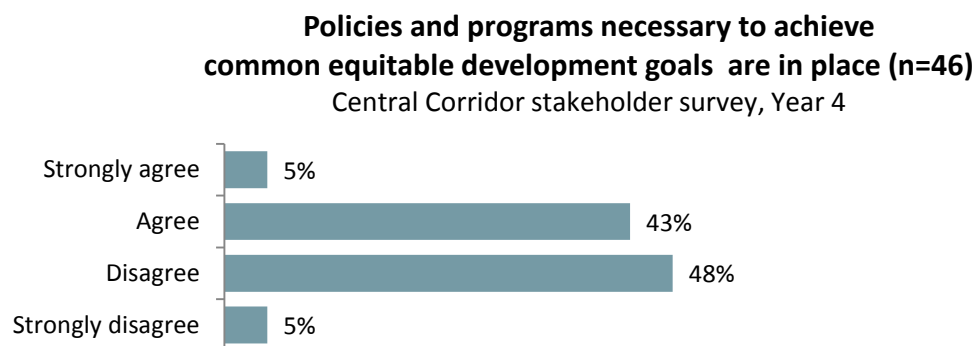 Policies and programs necessary to achieve
common equitable development goals are in place (n=46)
Central Corridor stakeholder survey, Year 4
Strongly agree 5%
Agree 43%
Disagree 48%
Strongly disagree 5%